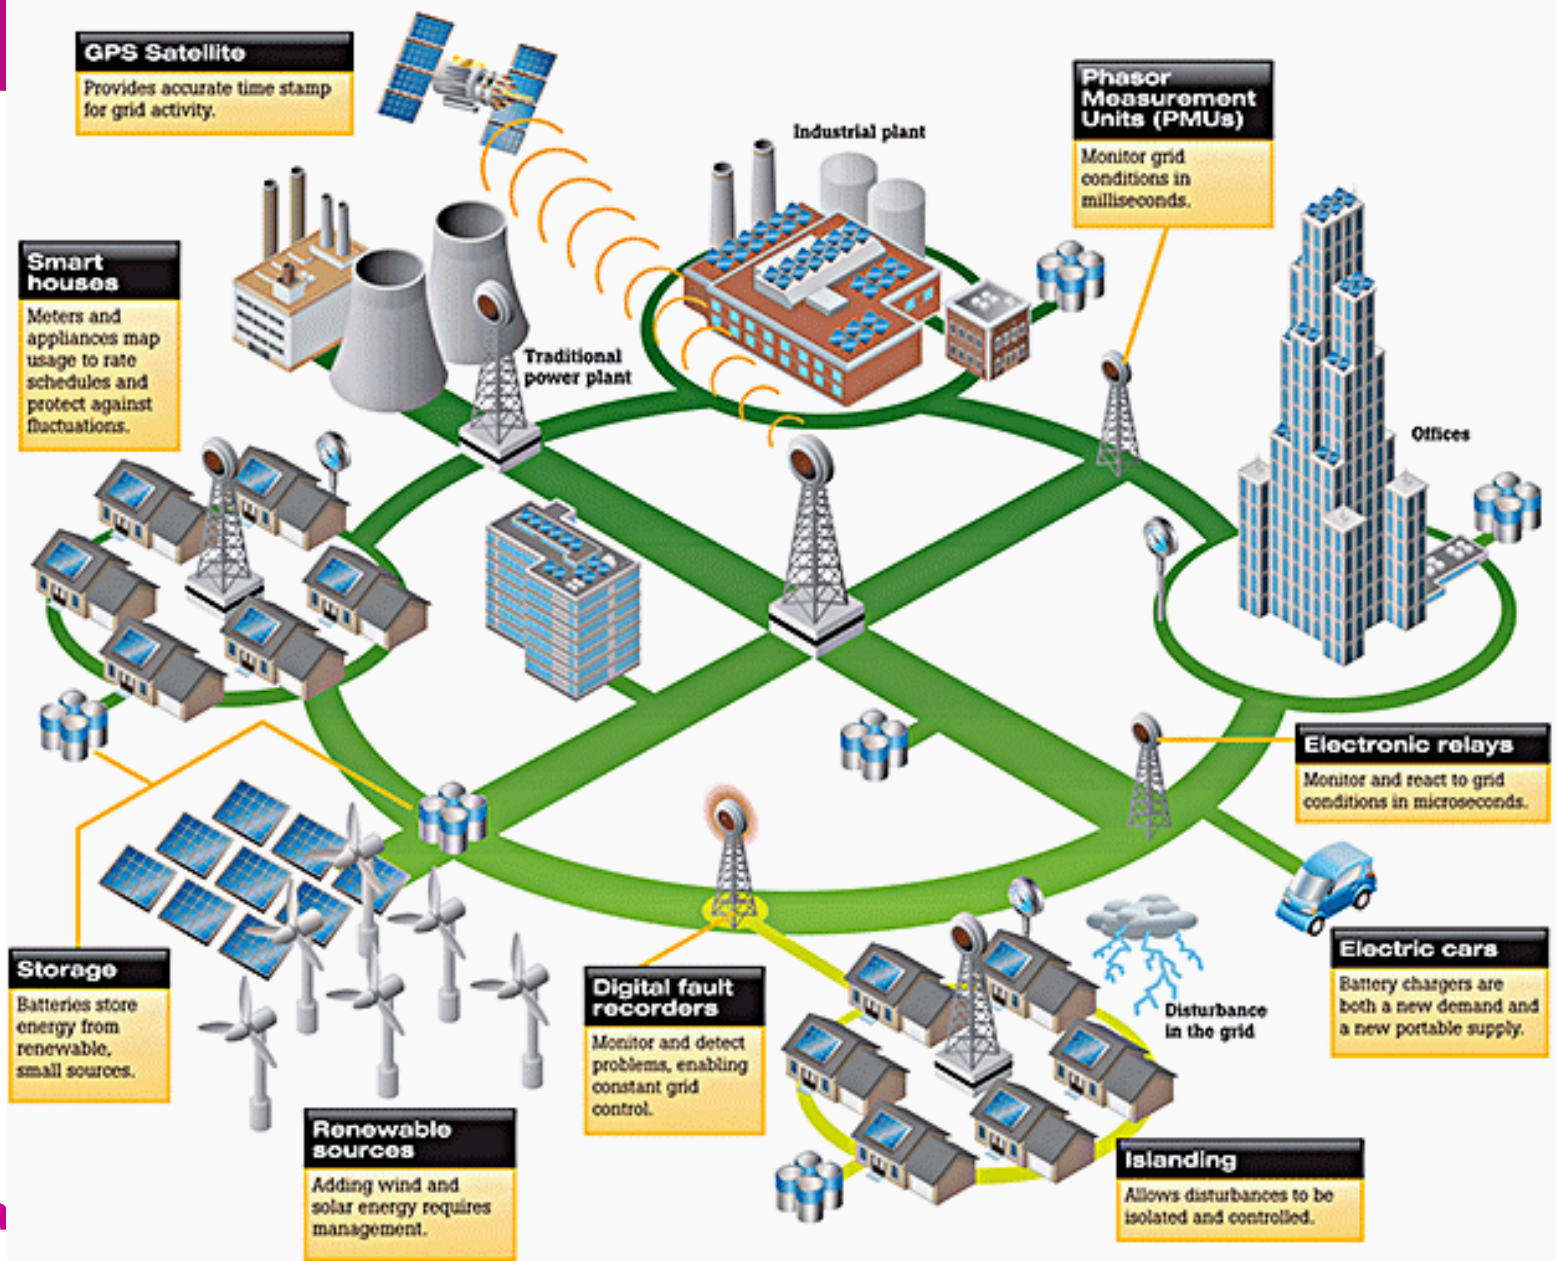 GPS Satellite
Provides accurate time stamp
for grid activity.
Phasor
Measurement
Units (PMUs)
Monitor grid
conditions in
milliseconds.
Industrial plant
Smart
houses
Meters and
appliances map
usage to rate
schedules and
protect against
fluctuations.
Traditional
power plant
Offices
Electronic relays
Monitor and react to grid
conditions in microseconds.
Storage
Batteries store
energy from
renewable,
small sources.
Digital fault
recorders
Monitor and detect
problems, enabling
constant grid
control.
Disturbance
in the grid
Electric cars
Battery chargers are
both a new demand and
a new portable supply.
Renewable
sources
Adding wind and
solar energy requires
management.
Islanding
Allows disturbances to be
isolated and controlled.